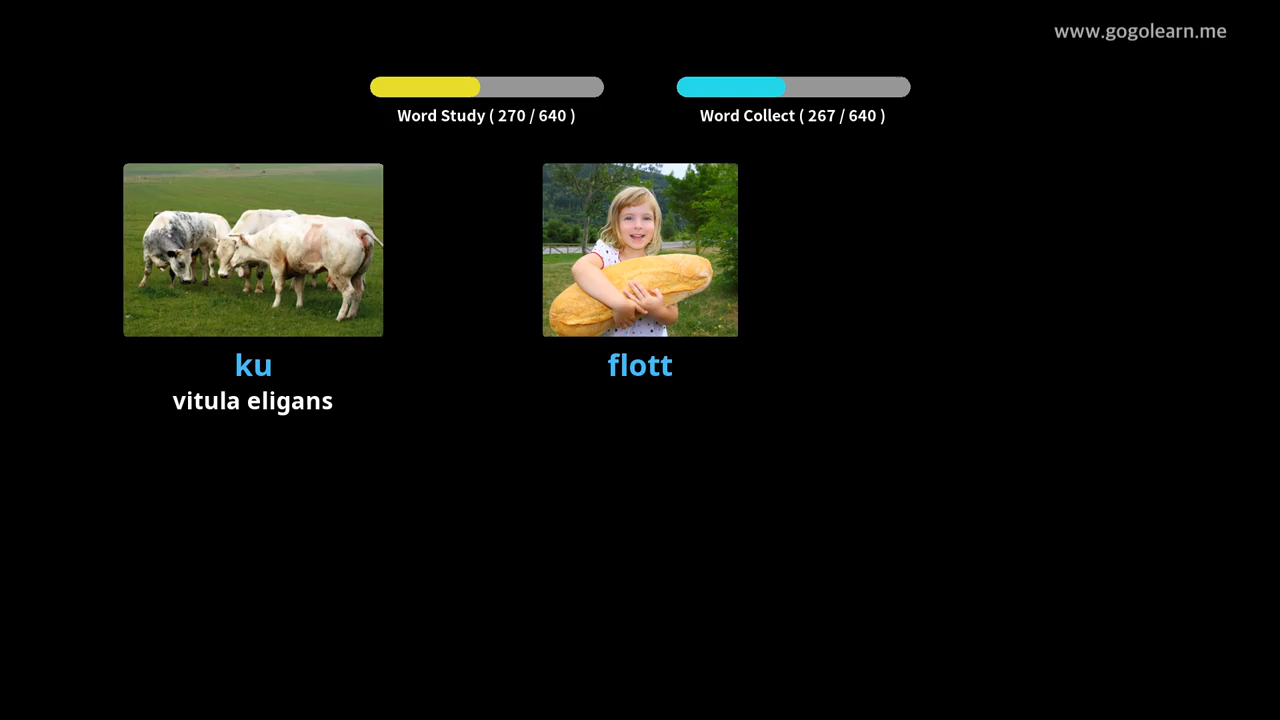 www.gogolearn.me
Word Study ( 270 / 640 )
Word Collect ( 267 / 640 )
ku
vitula eligans
flott